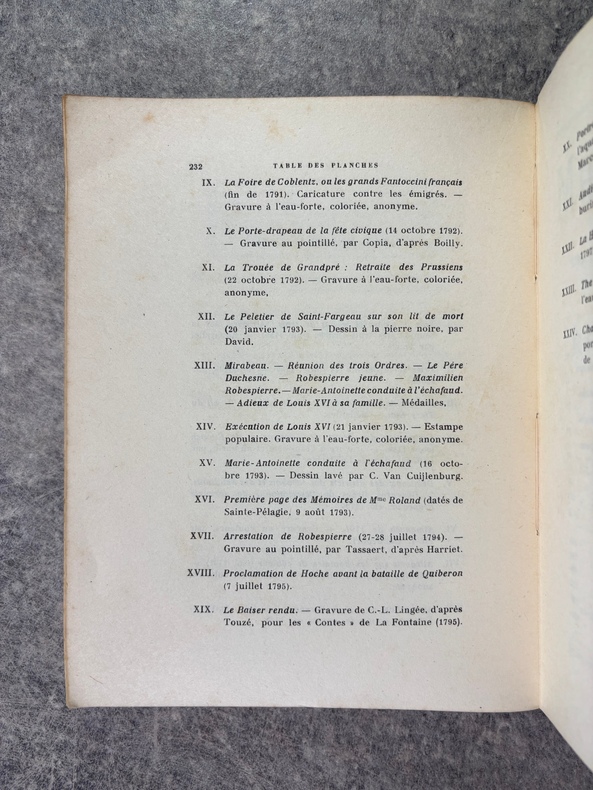 232 TABLE DES PLANCHES
IX. La Foire de Coblentz, ou les grands Fantoccini français
(fin de 1791). Caricature contre les émigrés. —
Gravure à l'eau-forte, coloriée, anonyme.
X. Le Porte-drapeau de la fête civique (14 octobre 1792).
— Gravure au pointillé, par Copia, d'après Boilly.
XI. La Trouée de Grandpré : Retraite des Prussiens
(22 octobre 1792). — Gravure à l'eau-forte, coloriée,
anonyme,
XII. Le Peletier de Saint-Fargeau sur son lit de mort
(20 janvier 1793). — Dessin à la pierre noire, par
David.
XIII. Mirabeau. — Réunion des trois Ordres. — Le Père
Duchesne. — Robespierre jeune. — Maximilien
Robespierre. — Marie-Antoinette conduite à l'échafaud.
— Adieux de Louis XVI à sa famille. — Médailles,
XIV. Exécution de Louis XVI (21 janvier 1793). — Estampe
populaire. Gravure à l'eau-forte, coloriée, anonyme.
XV. Marie-Antoinette conduite à l'échafaud (16 octo-
bre 1793). — Dessin lavé par C. Van Cuijlenburg.
XVI. Première page des Mémoires de Mme Roland (datés de
Sainte-Pélagie, 9 août 1793).
XVII. Arrestation de Robespierre (27-28 juillet 1794). —
Gravure au pointillé, par Tassaert, d'après Harriet.
XVIII. Proclamation de Hoche avant la bataille de Quiberon
(7 juillet 1795).
XIX. Le Baiser rendu. — Gravure de C.-L. Lingée, d'après
Touzé, pour les « Contes » de La Fontaine (1795).
XX.
XXI.
XXII. La
1797
XXIII. The
l'eau
XXIV.
de